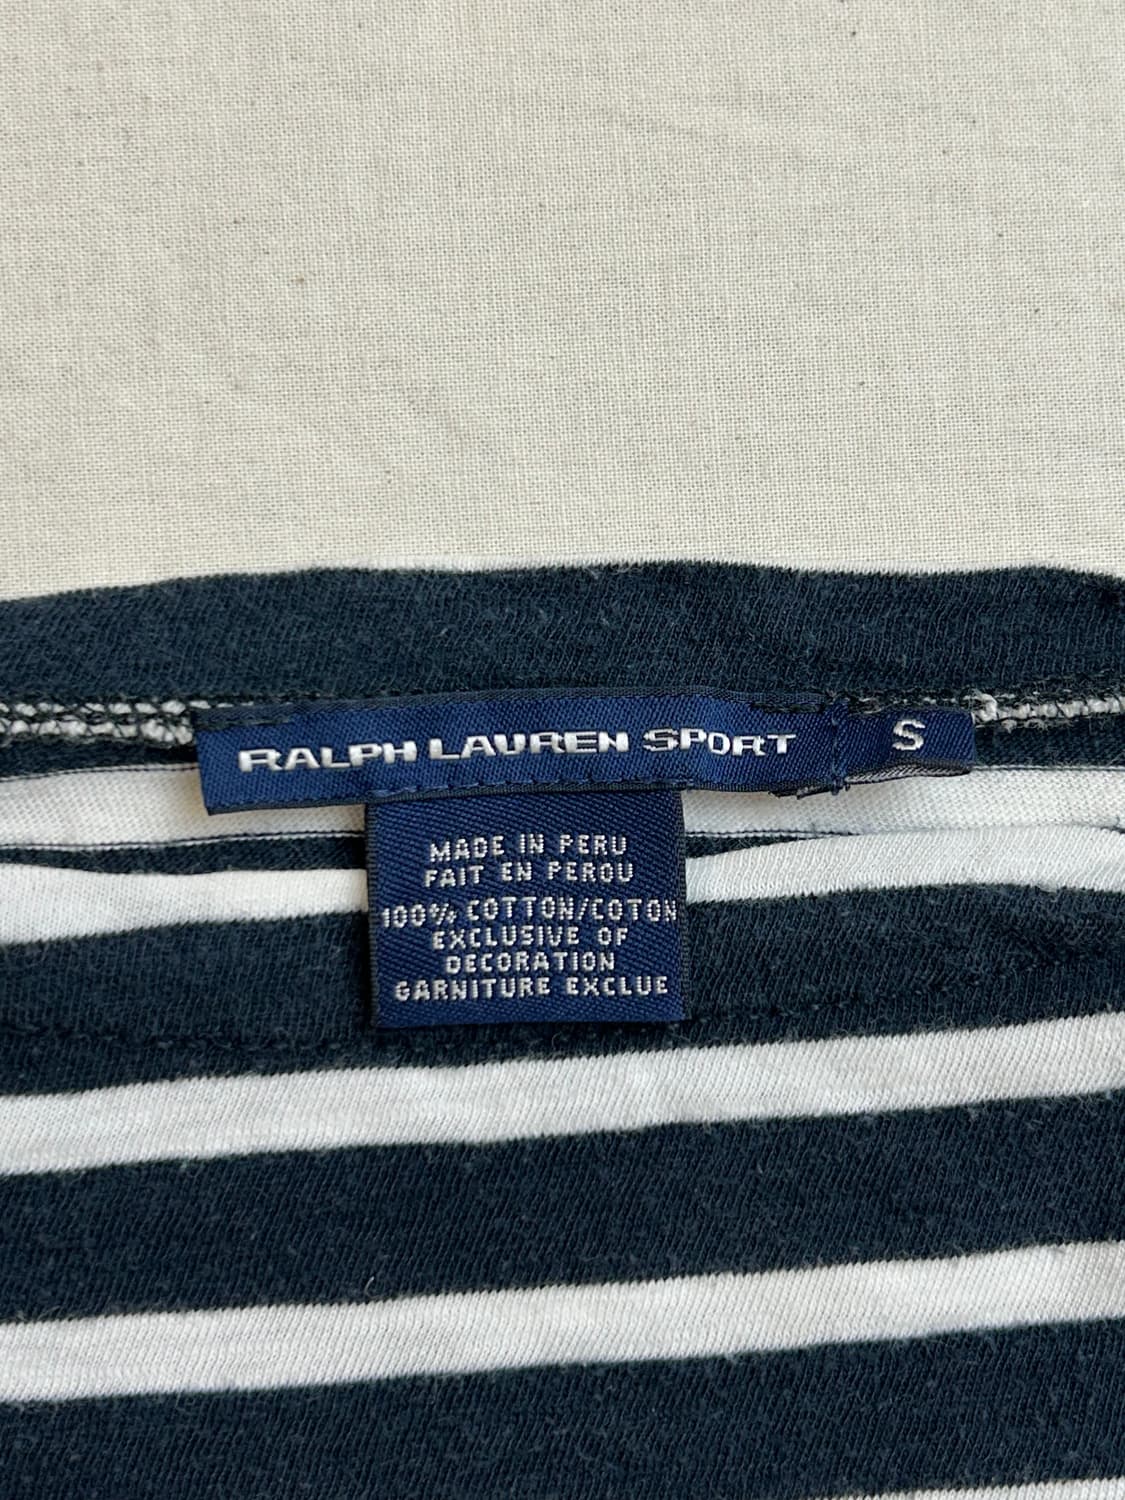 RALPH LAUREN SPORT S
MADE IN PERU
FAIT EN PEROU
100% COTTON/COTON
EXCLUSIVE OF
DECORATION
GARNITURE EXCLUE